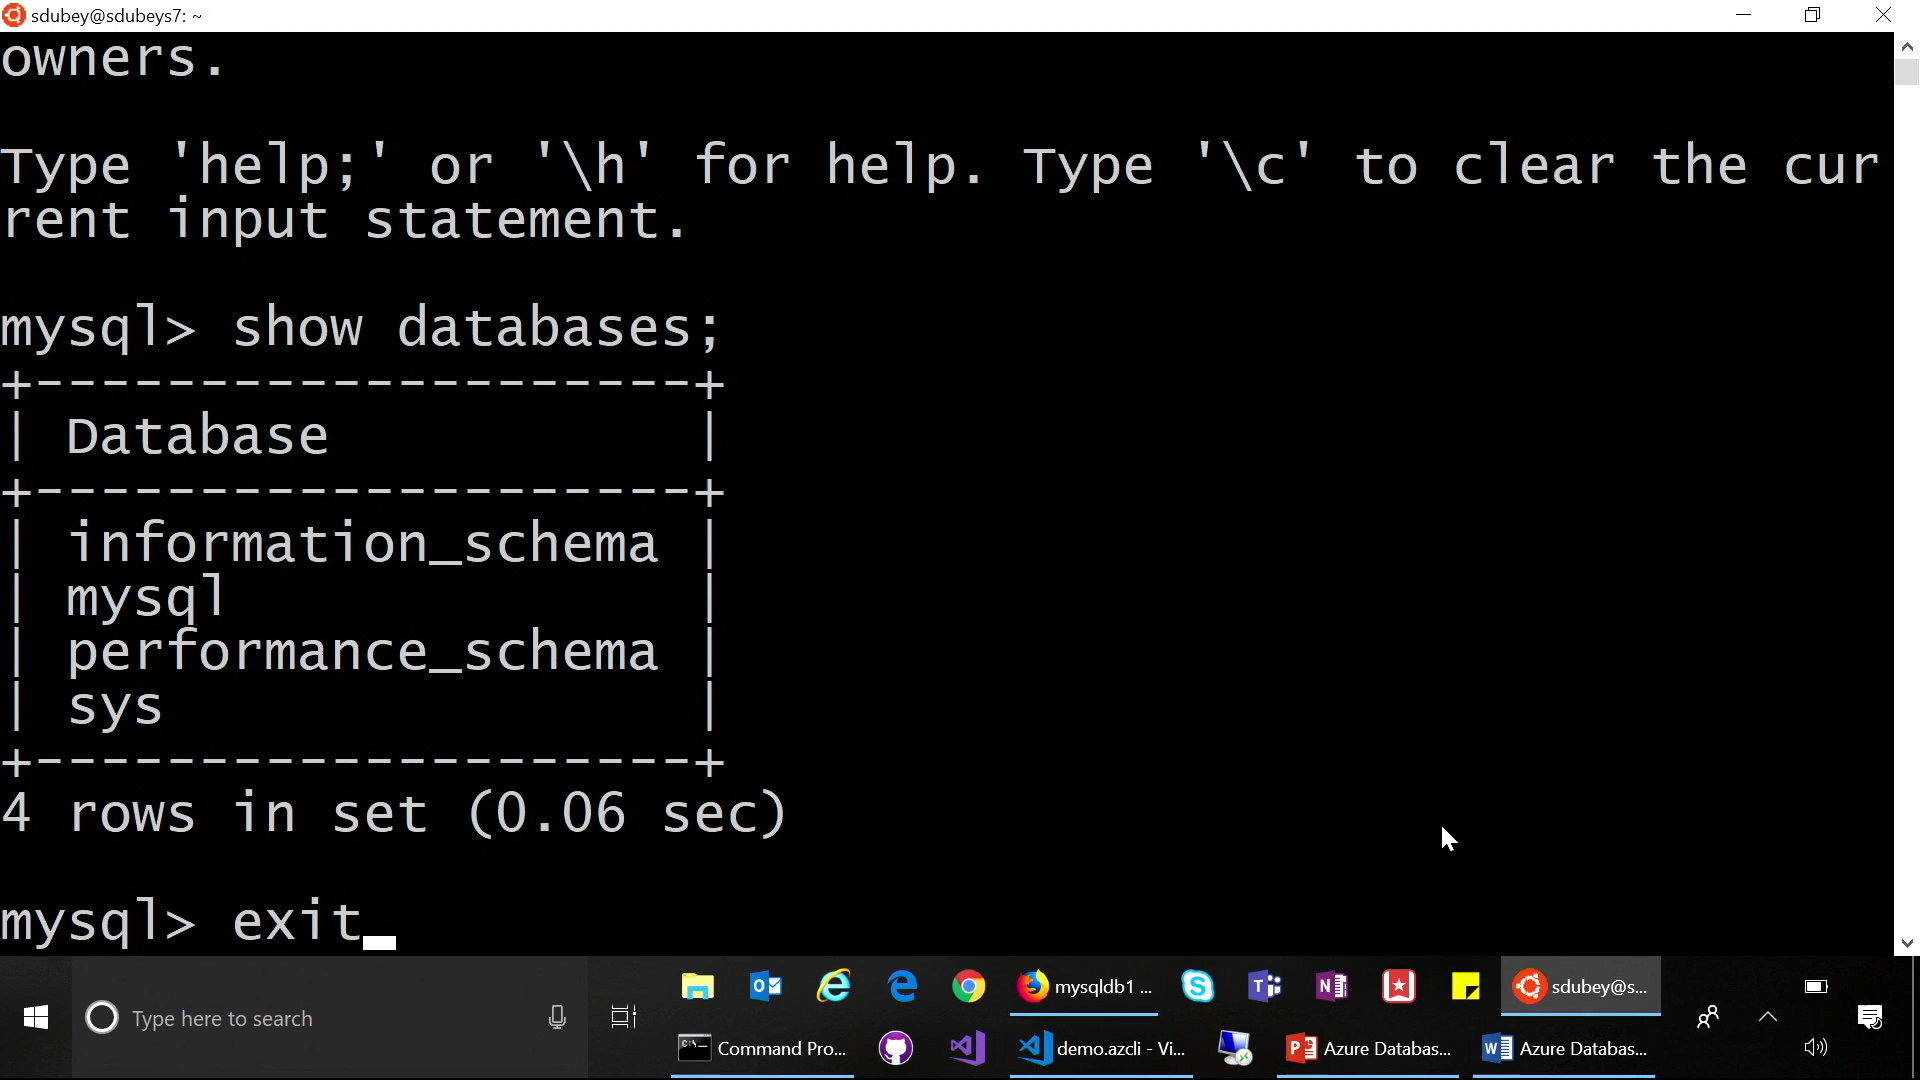 sdubey@sdubeys7: ~
owners.
Type 'help;' or '\h' for help. Type '\c' to clear the cur
rent input statement.
mysql> show databases;
+--------------------+
| Database           |
+--------------------+
| information_schema |
| mysql              |
| performance_schema |
| sys                |
+--------------------+
4 rows in set (0.06 sec)
mysql> exit_
mysqldb1 ...
sdubey@s...
Type here to search
Command Pro...
demo.azcli - Vi...
Azure Databas...
Azure Databas...